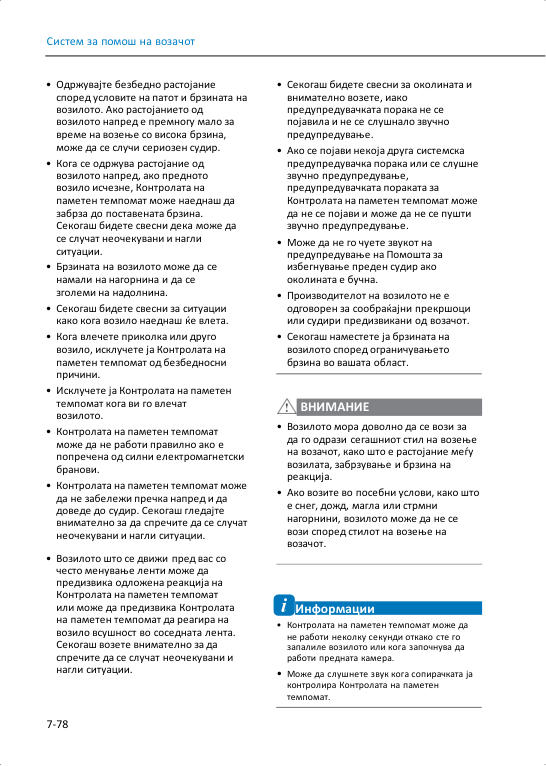 Систем за помош на возачот
• Одржувајте безбедно растојание
според условите на патот и брзината на
возилото. Ако растојанието од
возилото напред е премногу мало за
време на возење со висока брзина,
може да се случи сериозен судир.
• Кога се одржува растојание од
возилото напред, ако предното
возило исчезне, Контролата на
паметен темпомат може наеднаш да
забрза до поставената брзина.
Секогаш бидете свесни дека може да
се случат неочекувани и нагли
ситуации.
• Брзината на возилото може да се
намали на нагорнина и да се
зголеми на надолнина.
• Секогаш бидете свесни за ситуации
како кога возило наеднаш ќе влета.
• Кога влечете приколка или друго
возило, исклучете ја Контролата на
паметен темпомат од безбедносни
причини.
• Исклучете ја Контролата на паметен
темпомат кога ви го влечат
возилото.
• Контролата на паметен темпомат
може да не работи правилно ако е
попречена од силни електромагнетски
бранови.
• Контролата на паметен темпомат може
да не забележи пречка напред и да
доведе до судир. Секогаш гледајте
внимателно за да спречите да се случат
неочекувани и нагли ситуации.
• Возилото што се движи пред вас со
често менување ленти може да
предизвика одложена реакција на
Контролата на паметен темпомат
или може да предизвика Контролата
на паметен темпомат да реагира на
возило всушност во соседната лента.
Секогаш возете внимателно за да
спречите да се случат неочекувани и
нагли ситуации.
• Секогаш бидете свесни за околината и
внимателно возете, иако
предупредувачката порака не се
појавила и не се слушнало звучно
предупредување.
• Ако се појави некоја друга системска
предупредувачка порака или се слушне
звучно предупредување,
предупредувачката пораката за
Контролата на паметен темпомат може
да не се појави и може да не се пушти
звучно предупредување.
• Може да не го чуете звукот на
предупредување на Помошта за
избегнување преден судир ако
околината е бучна.
• Производителот на возилото не е
одговорен за сообраќајни прекршоци
или судири предизвикани од возачот.
• Секогаш наместете ја брзината на
возилото според ограничувањето
брзина во вашата област.
ВНИМАНИЕ
• Возилото мора доволно да се вози за
да го одрази сегашниот стил на возење
на возачот, како што е растојание меѓу
возилата, забрзување и брзина на
реакција.
• Ако возите во посебни услови, како што
е снег, дожд, магла или стрмни
нагорнини, возилото може да не се
вози според стилот на возење на
возачот.
i Информации
• Контролата на паметен темпомат може да
не работи неколку секунди откако сте го
запалиле возилото или кога започнува да
работи предната камера.
• Може да слушнете звук кога сопирачката ја
контролира Контролата на паметен
темпомат.
7-78